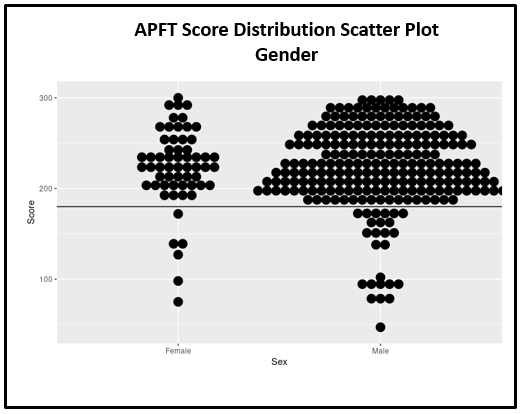 APFT Score Distribution Scatter Plot
Gender
300
200
100
Score
Female
Male
Sex